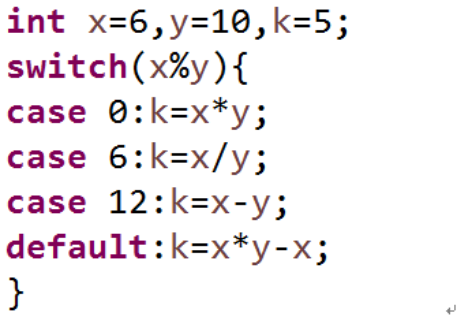 int x=6,y=10,k=5;
switch(x%y){
case 0:k=x*y;
case 6:k=x/y;
case 12:k=x-y;
default:k=x*y-x;
}